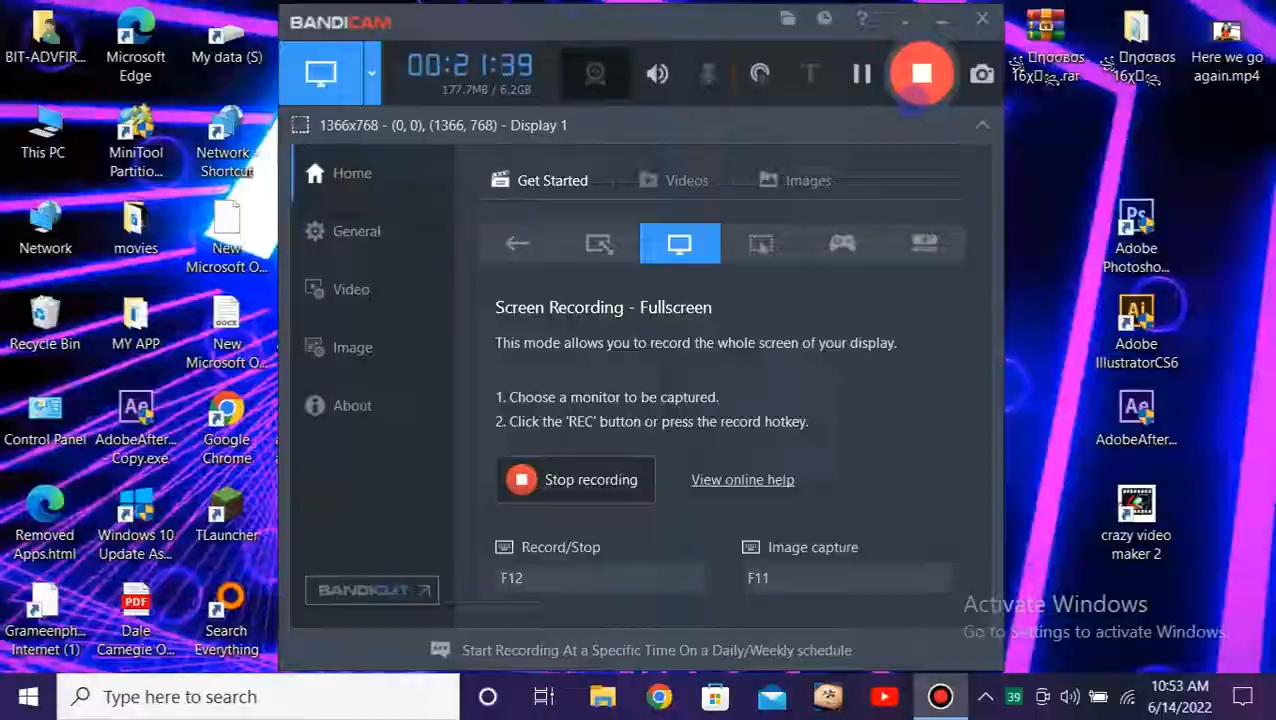 BIT-ADVFIR...
Microsoft
Edge
My data (S)
This PC
MiniTool
Partitio...
Network -
Shortcut
Network
movies
New
Microsoft O...
Recycle Bin
MY APP
New
Microsoft O...
Control Panel
AdobeAfter...
- Copy.exe
Google
Chrome
Removed
Apps.html
Windows 10
Update As...
TLauncher
Grameenph...
Internet (1)
PDF
Dale
Carnegie O...
Search
Everything
BANDICAM
00:21:39
177.7MB / 6.2GB
1366x768 - (0, 0), (1366, 768) - Display 1
Home
General
Video
Image
About
BANDICUT
Get Started
Videos
Images
Screen Recording - Fullscreen
This mode allows you to record the whole screen of your display.
1. Choose a monitor to be captured.
2. Click the 'REC' button or press the record hotkey.
Stop recording
View online help
Record/Stop
Image capture
F12
F11
Start Recording At a Specific Time On a Daily/Weekly schedule
Here we go
again.mp4
Ps
Adobe
Photosho...
Ai
Adobe
IllustratorCS6
Ae
AdobeAfter...
crazy video
maker 2
Activate Windows
Go to Settings to activate Windows.
Type here to search
39
10:53 AM
6/14/2022